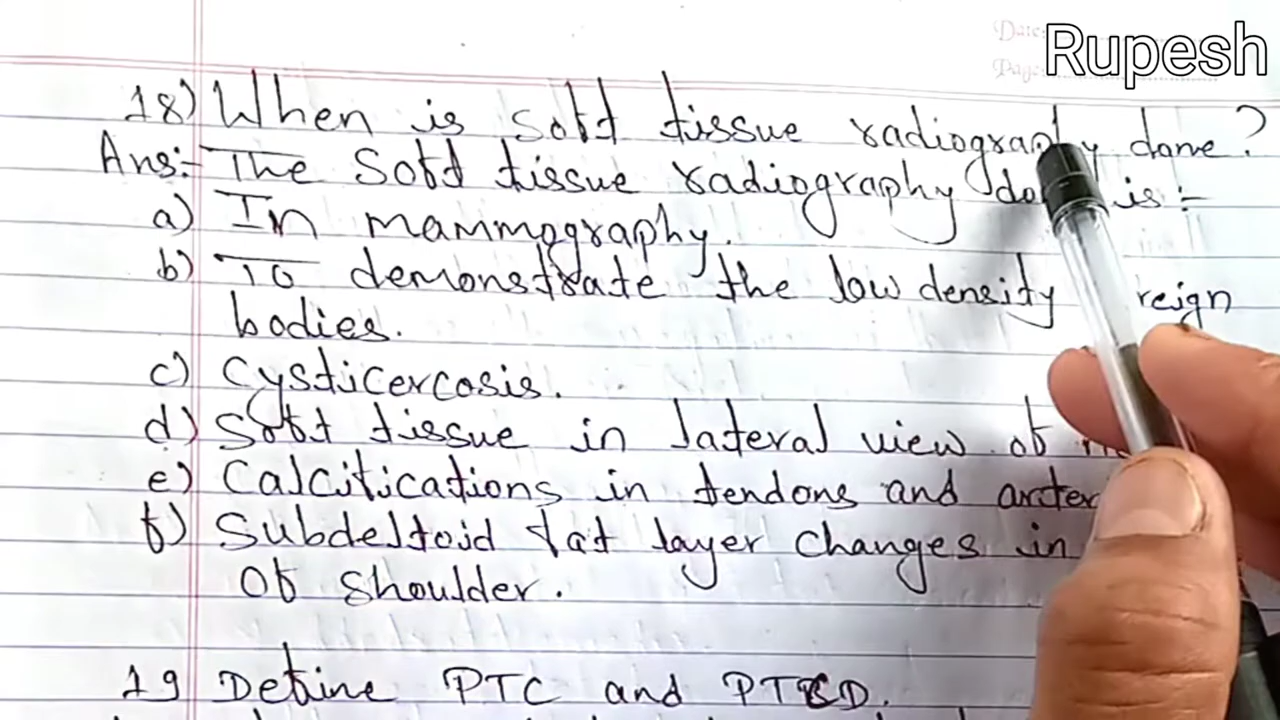 Rupesh
Date:
Page:
18) When is soft tissue radiography done?
Ans:- The soft tissue radiography is :-
a) In mammography.
b) To demonstrate the low density reign
bodies.
c) Cysticercosis.
d) Soft tissue in lateral view of
e) Calcifications in tendons and
f) Subdeltoid fat layer changes in
of shoulder.
19 Define PTC and PTBD.